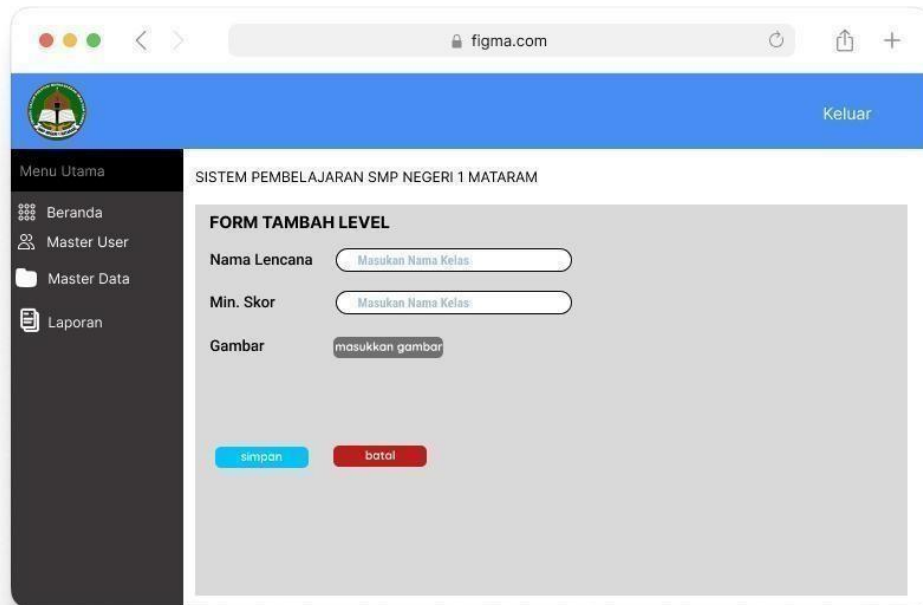 figma.com
Keluar
Menu Utama
SISTEM PEMBELAJARAN SMP NEGERI 1 MATARAM
Beranda
Master User
Master Data
Laporan
FORM TAMBAH LEVEL
Nama Lencana Masukan Nama Kelas
Min. Skor Masukan Nama Kelas
Gambar masukkan gambar
simpan batal